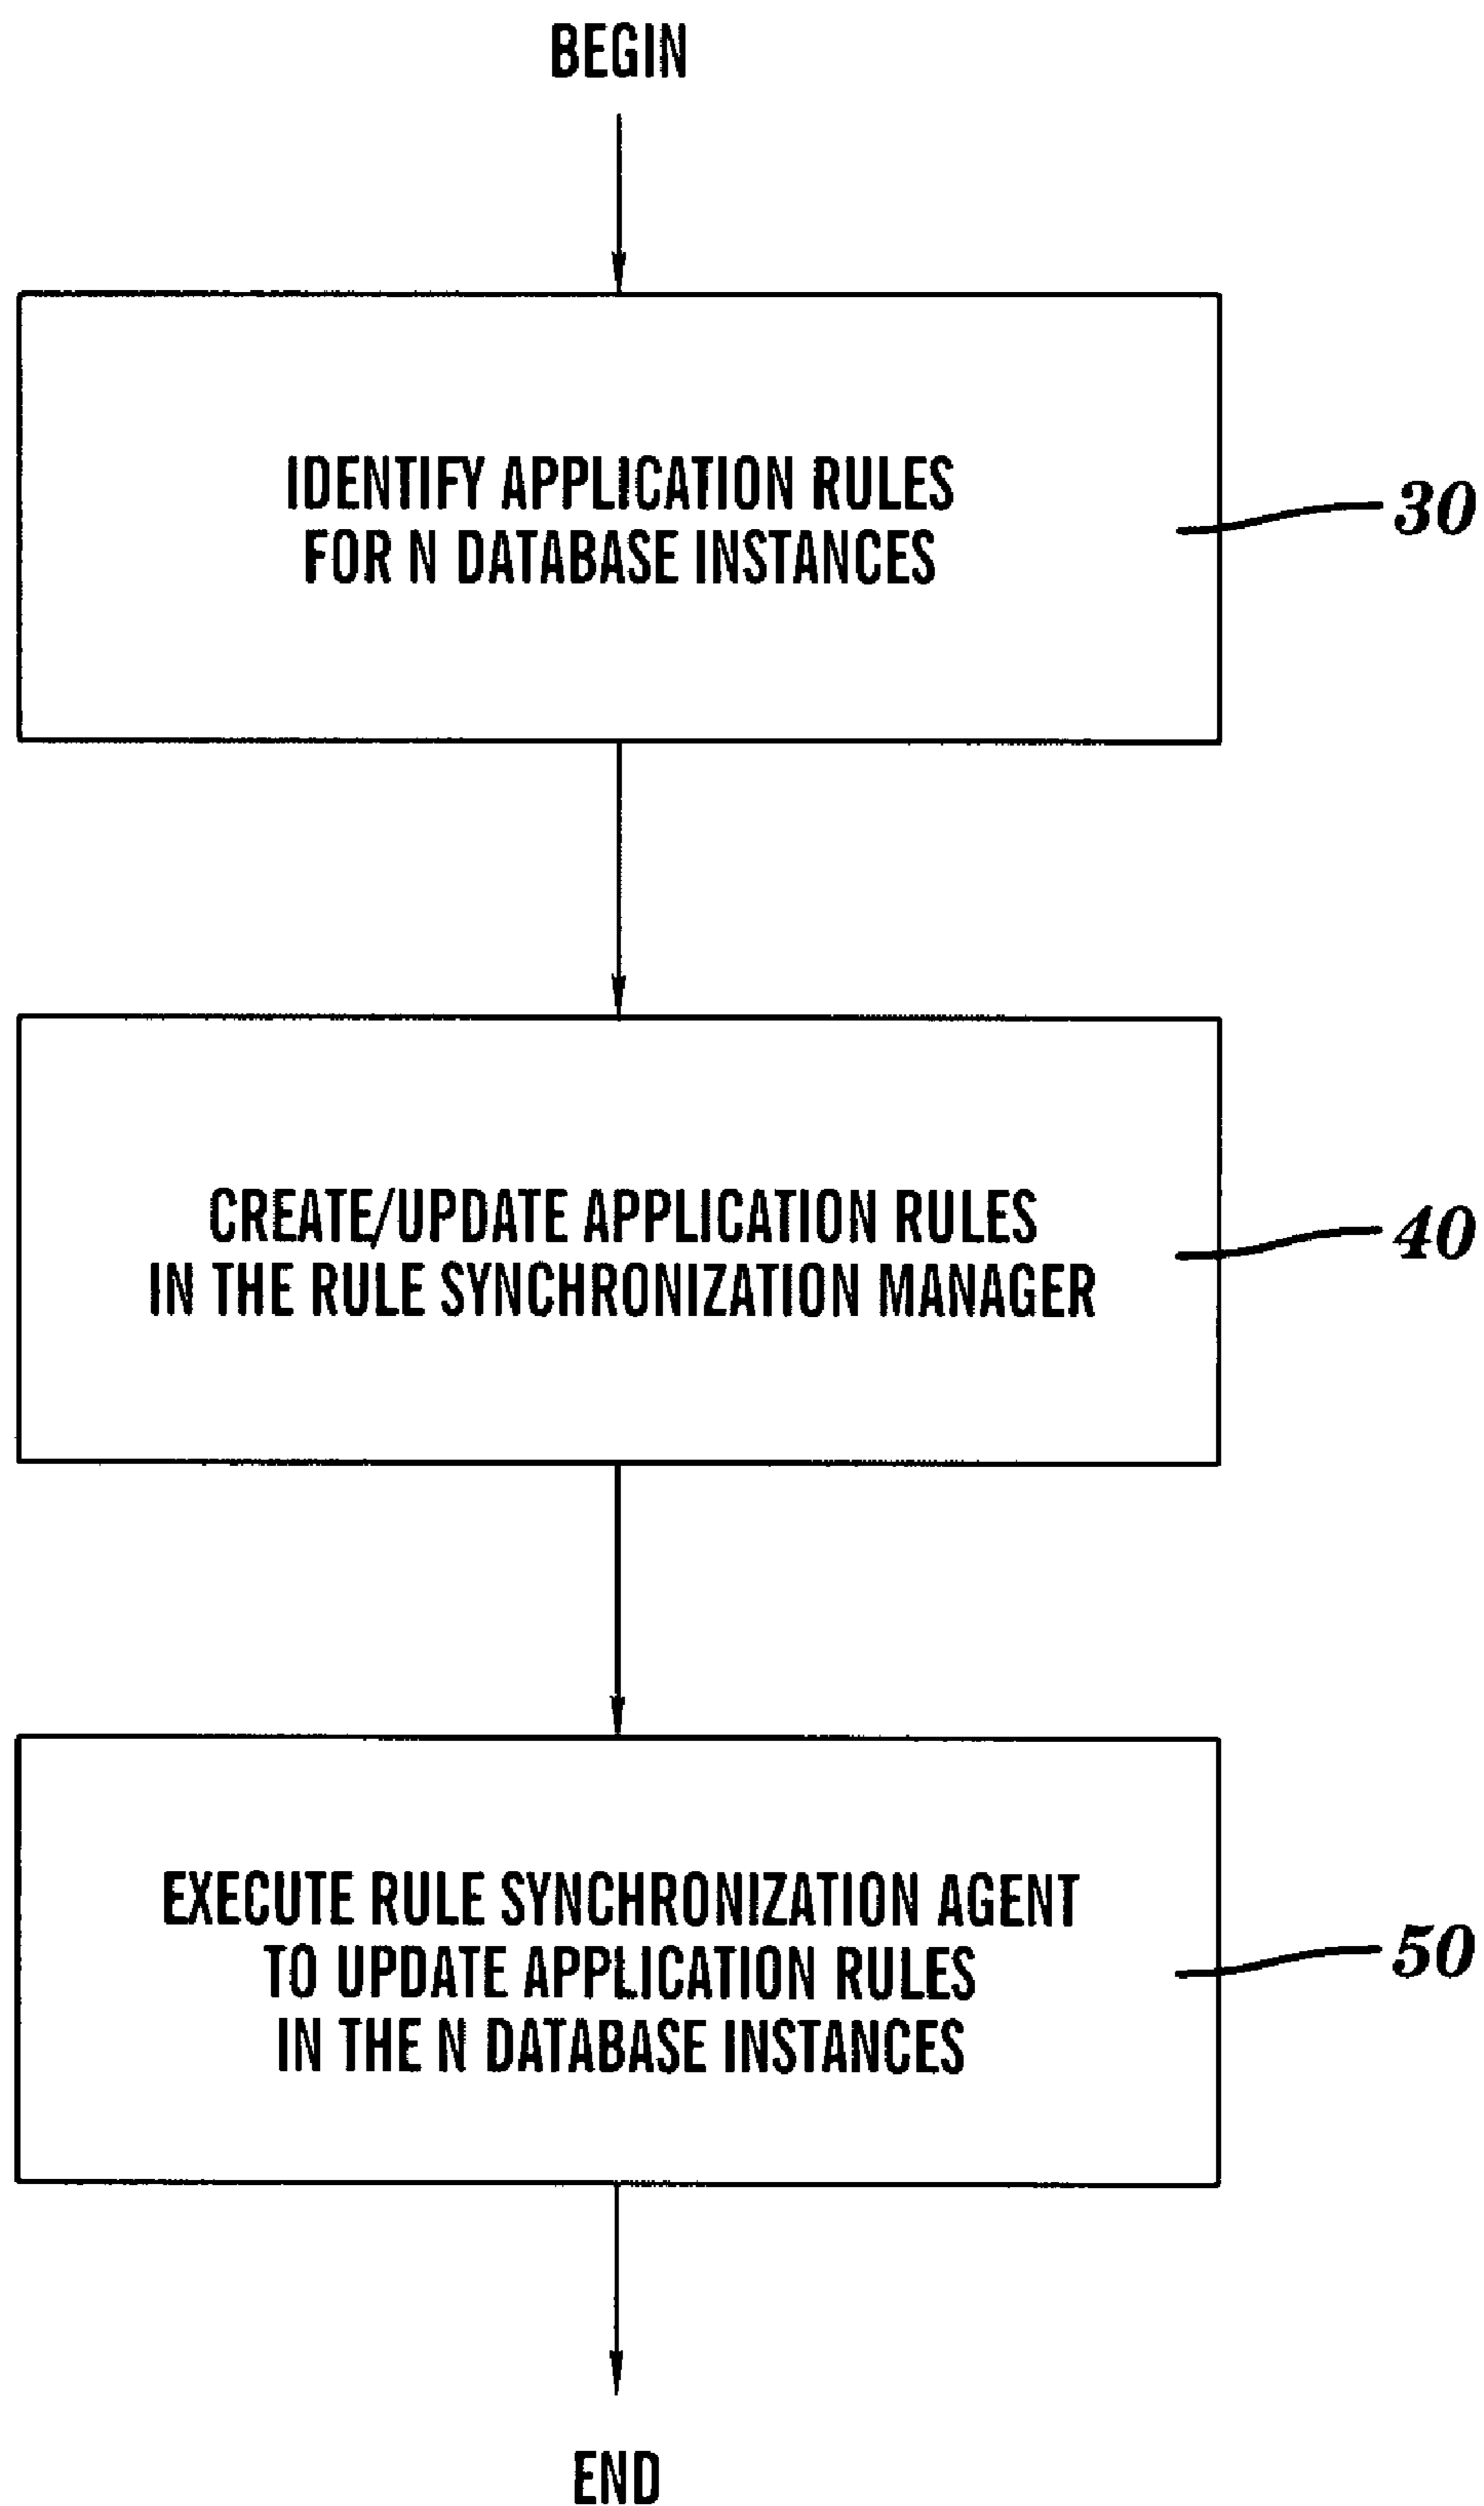 BEGIN
IDENTIFY APPLICATION RULES
FOR N DATABASE INSTANCES
30
CREATE/UPDATE APPLICATION RULES
IN THE RULE SYNCHRONIZATION MANAGER
40
EXECUTE RULE SYNCHRONIZATION AGENT
TO UPDATE APPLICATION RULES
IN THE N DATABASE INSTANCES
50
END